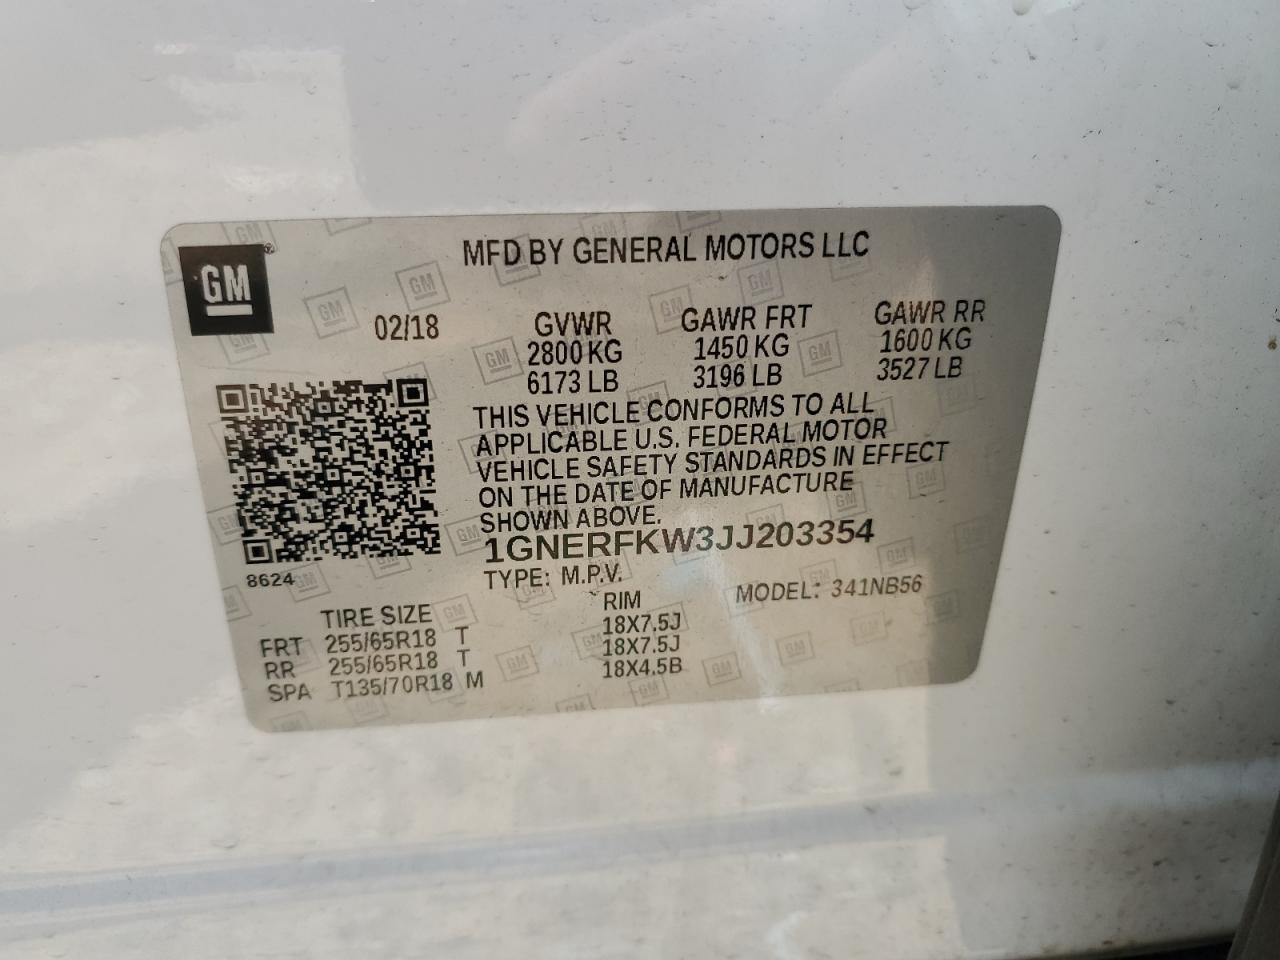 GM
MFD BY GENERAL MOTORS LLC
02/18
GVWR GAWR FRT GAWR RR
2800 KG 1450 KG 1600 KG
6173 LB 3196 LB 3527 LB
THIS VEHICLE CONFORMS TO ALL
APPLICABLE U.S. FEDERAL MOTOR
VEHICLE SAFETY STANDARDS IN EFFECT
ON THE DATE OF MANUFACTURE
SHOWN ABOVE.
1GNERFKW3JJ203354
8624
TYPE: M.P.V. MODEL: 341NB56
TIRE SIZE RIM
FRT 255/65R18 T 18X7.5J
RR 255/65R18 T 18X7.5J
SPA T135/70R18 M 18X4.5B